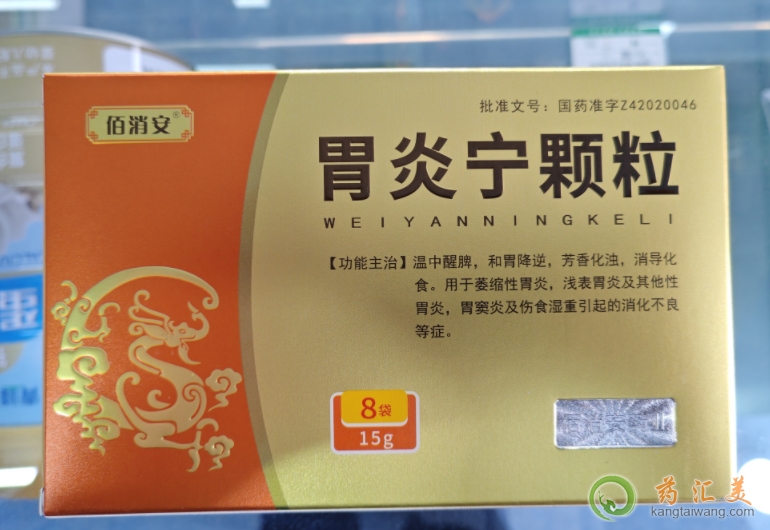 佰消安®
批准文号：国药准字Z42020046
胃炎宁颗粒
WEIYANNINGKELI
【功能主治】温中醒脾，和胃降逆，芳香化浊，消导化
食。用于萎缩性胃炎，浅表胃炎及其他性
胃炎，胃窦炎及伤食湿重引起的消化不良
等症。
8袋
15g
药汇美
kangtaiwang.com